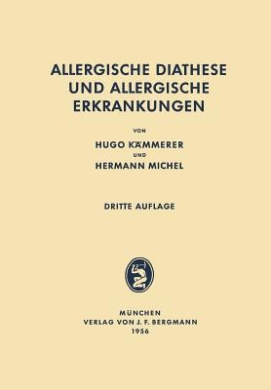 ALLERGISCHE DIATHESE
UND ALLERGISCHE
ERKRANKUNGEN
VON
HUGO KÄMMERER
UND
HERMANN MICHEL
DRITTE AUFLAGE
MÜNCHEN
VERLAG VON J. F. BERGMANN
1956